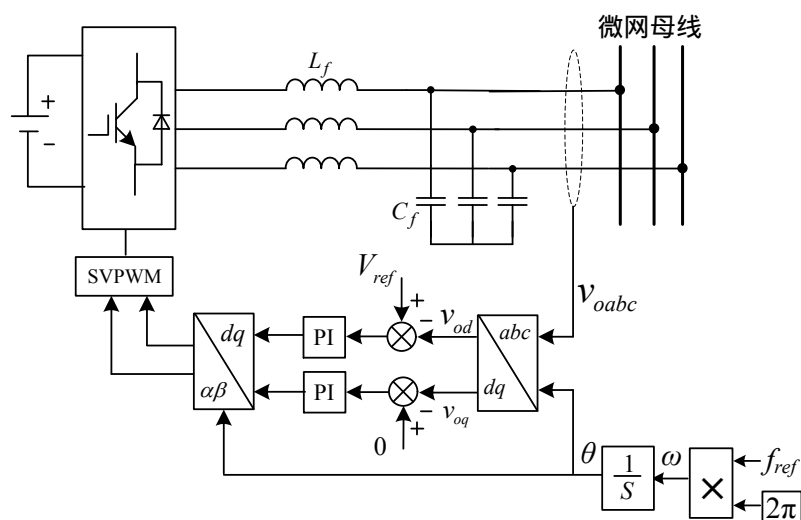 微网母线
L_f
+
-
C_f
SVPWM
V_ref
+
-
v_od
v_oabc
dq
αβ
PI
abc
dq
PI
-
v_oq
+
0
θ
1/S
ω
×
f_ref
2π